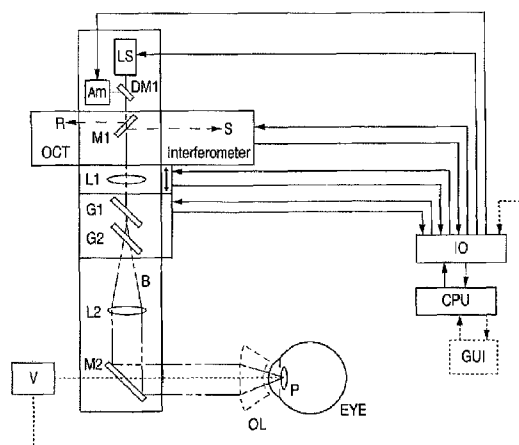 LS
Am
DM1
R
M1
S
OCT
interferometer
L1
G1
G2
IO
B
CPU
L2
GUI
M2
V
P
OL
EYE